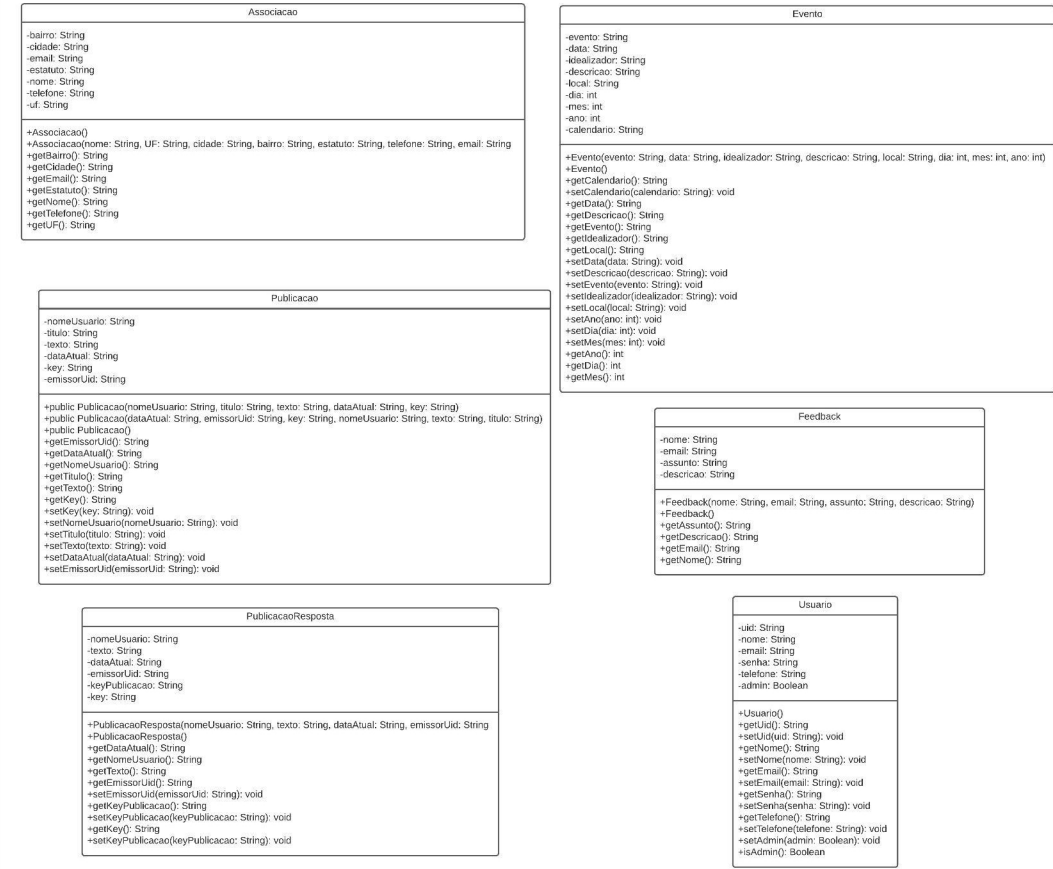 Associacao
-bairro: String
-cidade: String
-email: String
-estatuto: String
-nome: String
-telefone: String
-uf: String
+Associacao()
+Associacao(nome: String, UF: String, cidade: String, bairro: String, estatuto: String, telefone: String, email: String
+getBairro(): String
+getCidade(): String
+getEmail(): String
+getEstatuto(): String
+getNome(): String
+getTelefone(): String
+getUF(): String
Evento
-evento: String
-data: String
-idealizador: String
-descricao: String
-local: String
-dia: int
-mes: int
-ano: int
-calendario: String
+Evento(evento: String, data: String, idealizador: String, descricao: String, local: String, dia: int, mes: int, ano: int)
+Evento()
+getCalendario(): String
+setCalendario(calendario: String): void
+getData(): String
+getDescricao(): String
+getEvento(): String
+getIdealizador(): String
+getLocal(): String
+setData(data: String): void
+setDescricao(descricao: String): void
+setEvento(evento: String): void
+setIdealizador(idealizador: String): void
+setLocal(local: String): void
+setAno(ano: int): void
+setDia(dia: int): void
+setMes(mes: int): void
+getAno(): int
+getDia(): int
+getMes(): int
Publicacao
-nomeUsuario: String
-titulo: String
-texto: String
-dataAtual: String
-key: String
-emissorUid: String
+public Publicacao(nomeUsuario: String, titulo: String, texto: String, dataAtual: String, key: String)
+public Publicacao(dataAtual: String, emissorUid: String, key: String, nomeUsuario: String, texto: String, titulo: String)
+public Publicacao()
+getEmissorUid(): String
+getDataAtual(): String
+getNomeUsuario(): String
+getTitulo(): String
+getTexto(): String
+getKey(): String
+setKey(key: String): void
+setNomeUsuario(nomeUsuario: String): void
+setTitulo(titulo: String): void
+setTexto(texto: String): void
+setDataAtual(dataAtual: String): void
+setEmissorUid(emissorUid: String): void
Feedback
-nome: String
-email: String
-assunto: String
-descricao: String
+Feedback(nome: String, email: String, assunto: String, descricao: String)
+Feedback()
+getAssunto(): String
+getDescricao(): String
+getEmail(): String
+getNome(): String
PublicacaoResposta
-nomeUsuario: String
-texto: String
-dataAtual: String
-emissorUid: String
-keyPublicacao: String
-key: String
+PublicacaoResposta(nomeUsuario: String, texto: String, dataAtual: String, emissorUid: String
+PublicacaoResposta()
+getDataAtual(): String
+getNomeUsuario(): String
+getTexto(): String
+getEmissorUid(): String
+setEmissorUid(emissorUid: String): void
+getKeyPublicacao(): String
+setKeyPublicacao(keyPublicacao: String): void
+getKey(): String
+setKeyPublicacao(keyPublicacao: String): void
Usuario
-uid: String
-nome: String
-email: String
-senha: String
-telefone: String
-admin: Boolean
+Usuario()
+getUid(): String
+setUid(uid: String): void
+getNome(): String
+setNome(nome: String): void
+getEmail(): String
+setEmail(email: String): void
+getSenha(): String
+setSenha(senha: String): void
+getTelefone(): String
+setTelefone(telefone: String): void
+setAdmin(admin: Boolean): void
+isAdmin(): Boolean